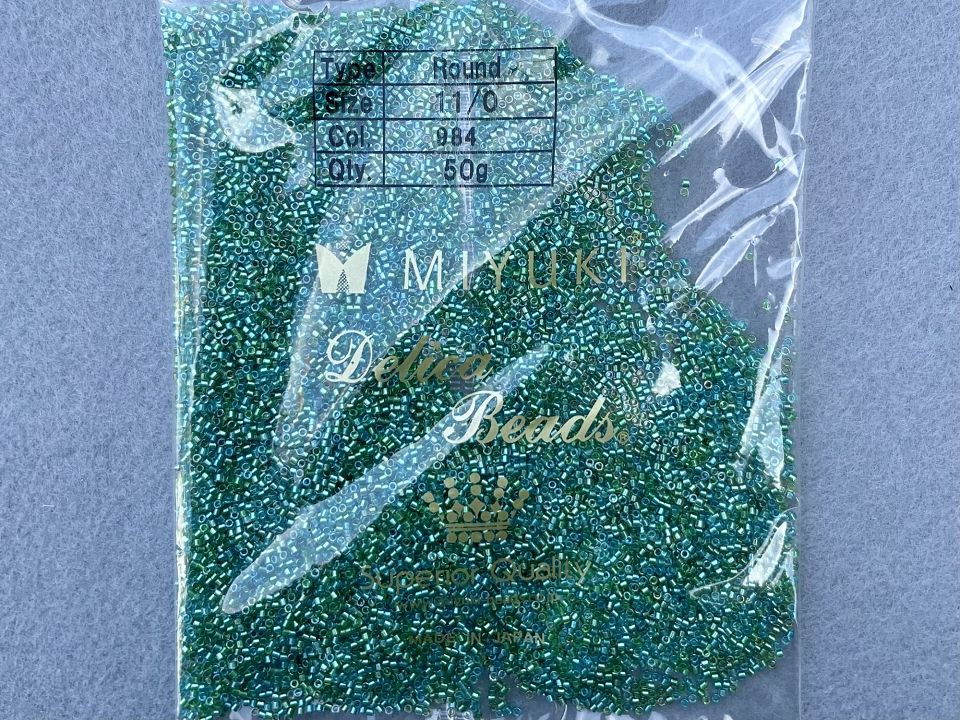 Type Round
Size 11/0
Col. 984
Qty. 50g
MIYUKI
Delica
Beads®
Superior Quality
MADE IN JAPAN